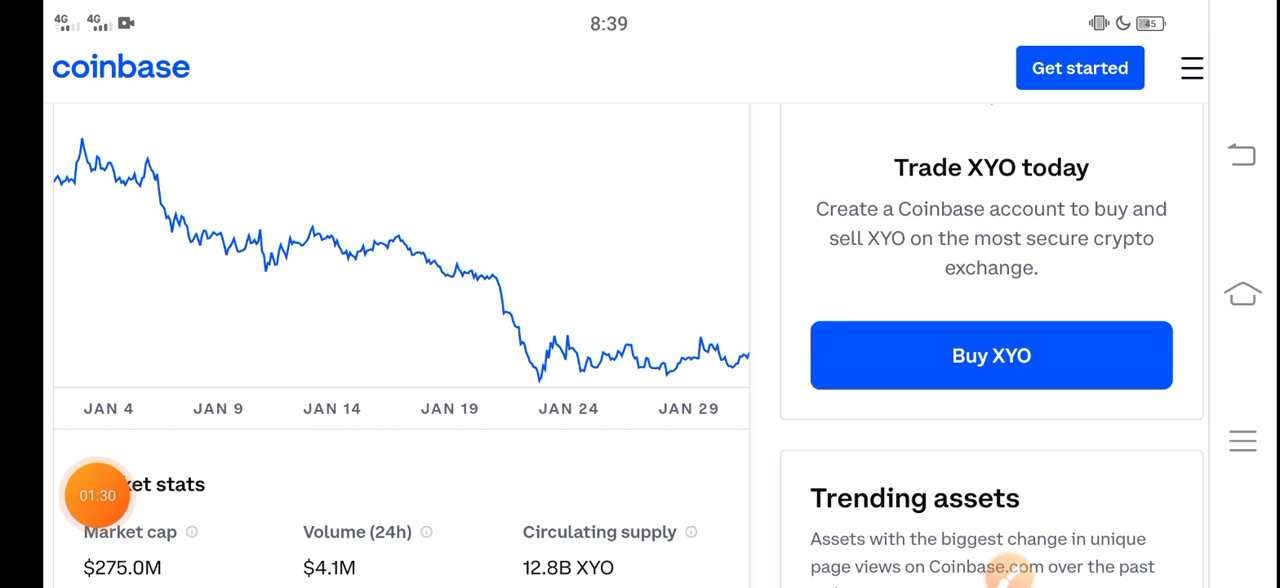 4G 4G 8:39 45
coinbase
Get started
JAN 4 JAN 9 JAN 14 JAN 19 JAN 24 JAN 29
ket stats
01:30
Market cap Volume (24h) Circulating supply
$275.0M $4.1M 12.8B XYO
Trade XYO today
Create a Coinbase account to buy and
sell XYO on the most secure crypto
exchange.
Buy XYO
Trending assets
Assets with the biggest change in unique
page views on Coinbase.com over the past